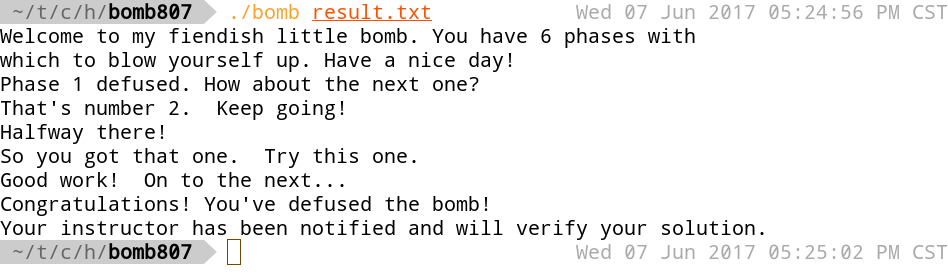 ~/t/c/h/bomb807 ./bomb result.txt Wed 07 Jun 2017 05:24:56 PM CST
Welcome to my fiendish little bomb. You have 6 phases with
which to blow yourself up. Have a nice day!
Phase 1 defused. How about the next one?
That's number 2.  Keep going!
Halfway there!
So you got that one.  Try this one.
Good work!  On to the next...
Congratulations! You've defused the bomb!
Your instructor has been notified and will verify your solution.
~/t/c/h/bomb807 Wed 07 Jun 2017 05:25:02 PM CST